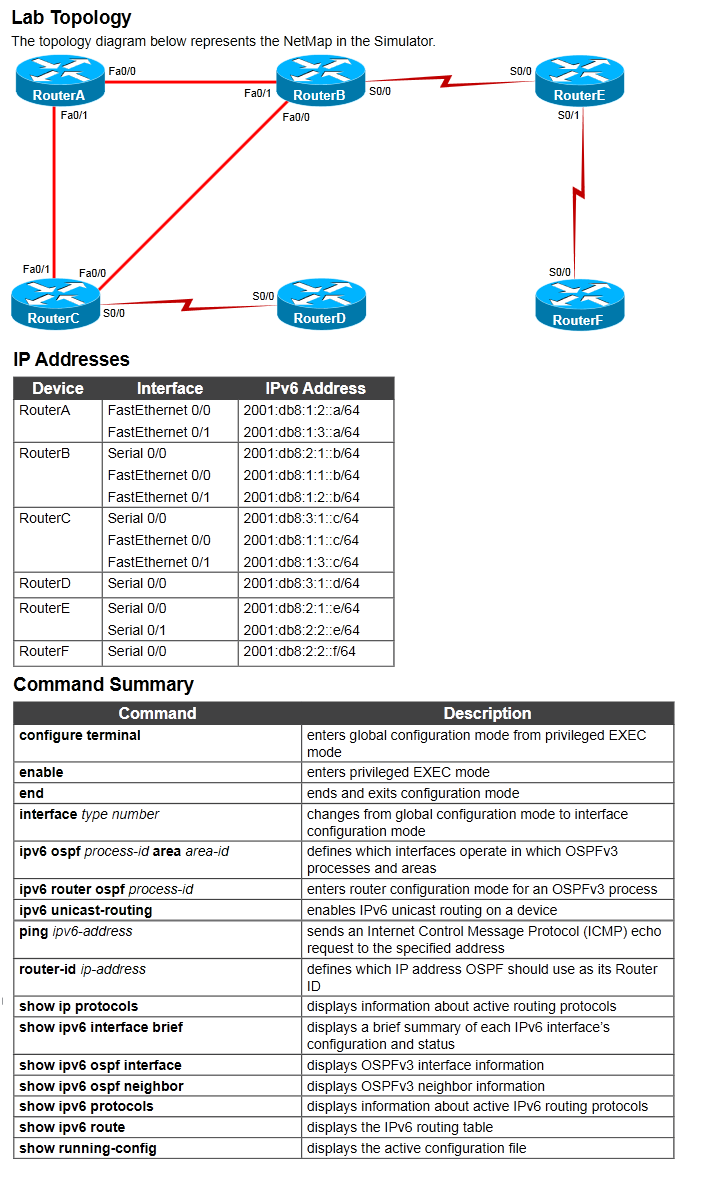 Lab Topology
The topology diagram below represents the NetMap in the Simulator.
RouterA
Fa0/0
Fa0/1
Fa0/1
RouterB
S0/0
Fa0/0
S0/0
RouterE
S0/1
Fa0/1
Fa0/0
RouterC
S0/0
S0/0
RouterD
S0/0
RouterF
IP Addresses
Device Interface IPv6 Address
RouterA FastEthernet 0/0 2001:db8:1:2::a/64
FastEthernet 0/1 2001:db8:1:3::a/64
RouterB Serial 0/0 2001:db8:2:1::b/64
FastEthernet 0/0 2001:db8:1:1::b/64
FastEthernet 0/1 2001:db8:1:2::b/64
RouterC Serial 0/0 2001:db8:3:1::c/64
FastEthernet 0/0 2001:db8:1:1::c/64
FastEthernet 0/1 2001:db8:1:3::c/64
RouterD Serial 0/0 2001:db8:3:1::d/64
RouterE Serial 0/0 2001:db8:2:1::e/64
Serial 0/1 2001:db8:2:2::e/64
RouterF Serial 0/0 2001:db8:2:2::f/64
Command Summary
Command Description
configure terminal enters global configuration mode from privileged EXEC
mode
enable enters privileged EXEC mode
end ends and exits configuration mode
interface type number changes from global configuration mode to interface
configuration mode
ipv6 ospf process-id area area-id defines which interfaces operate in which OSPFv3
processes and areas
ipv6 router ospf process-id enters router configuration mode for an OSPFv3 process
ipv6 unicast-routing enables IPv6 unicast routing on a device
ping ipv6-address sends an Internet Control Message Protocol (ICMP) echo
request to the specified address
router-id ip-address defines which IP address OSPF should use as its Router
ID
show ip protocols displays information about active routing protocols
show ipv6 interface brief displays a brief summary of each IPv6 interface's
configuration and status
show ipv6 ospf interface displays OSPFv3 interface information
show ipv6 ospf neighbor displays OSPFv3 neighbor information
show ipv6 protocols displays information about active IPv6 routing protocols
show ipv6 route displays the IPv6 routing table
show running-config displays the active configuration file